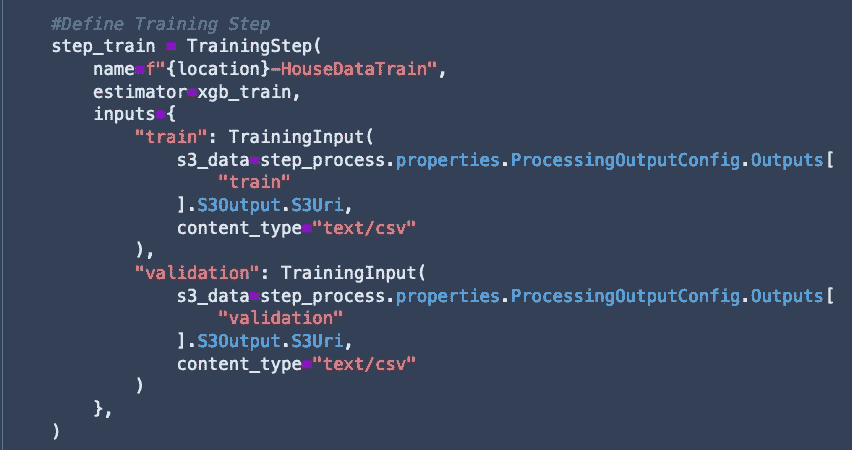 #Define Training Step
step_train = TrainingStep(
    name=f"{location}-HouseDataTrain",
    estimator=xgb_train,
    inputs={
        "train": TrainingInput(
            s3_data=step_process.properties.ProcessingOutputConfig.Outputs[
                "train"
            ].S3Output.S3Uri,
            content_type="text/csv"
        ),
        "validation": TrainingInput(
            s3_data=step_process.properties.ProcessingOutputConfig.Outputs[
                "validation"
            ].S3Output.S3Uri,
            content_type="text/csv"
        )
    },
)